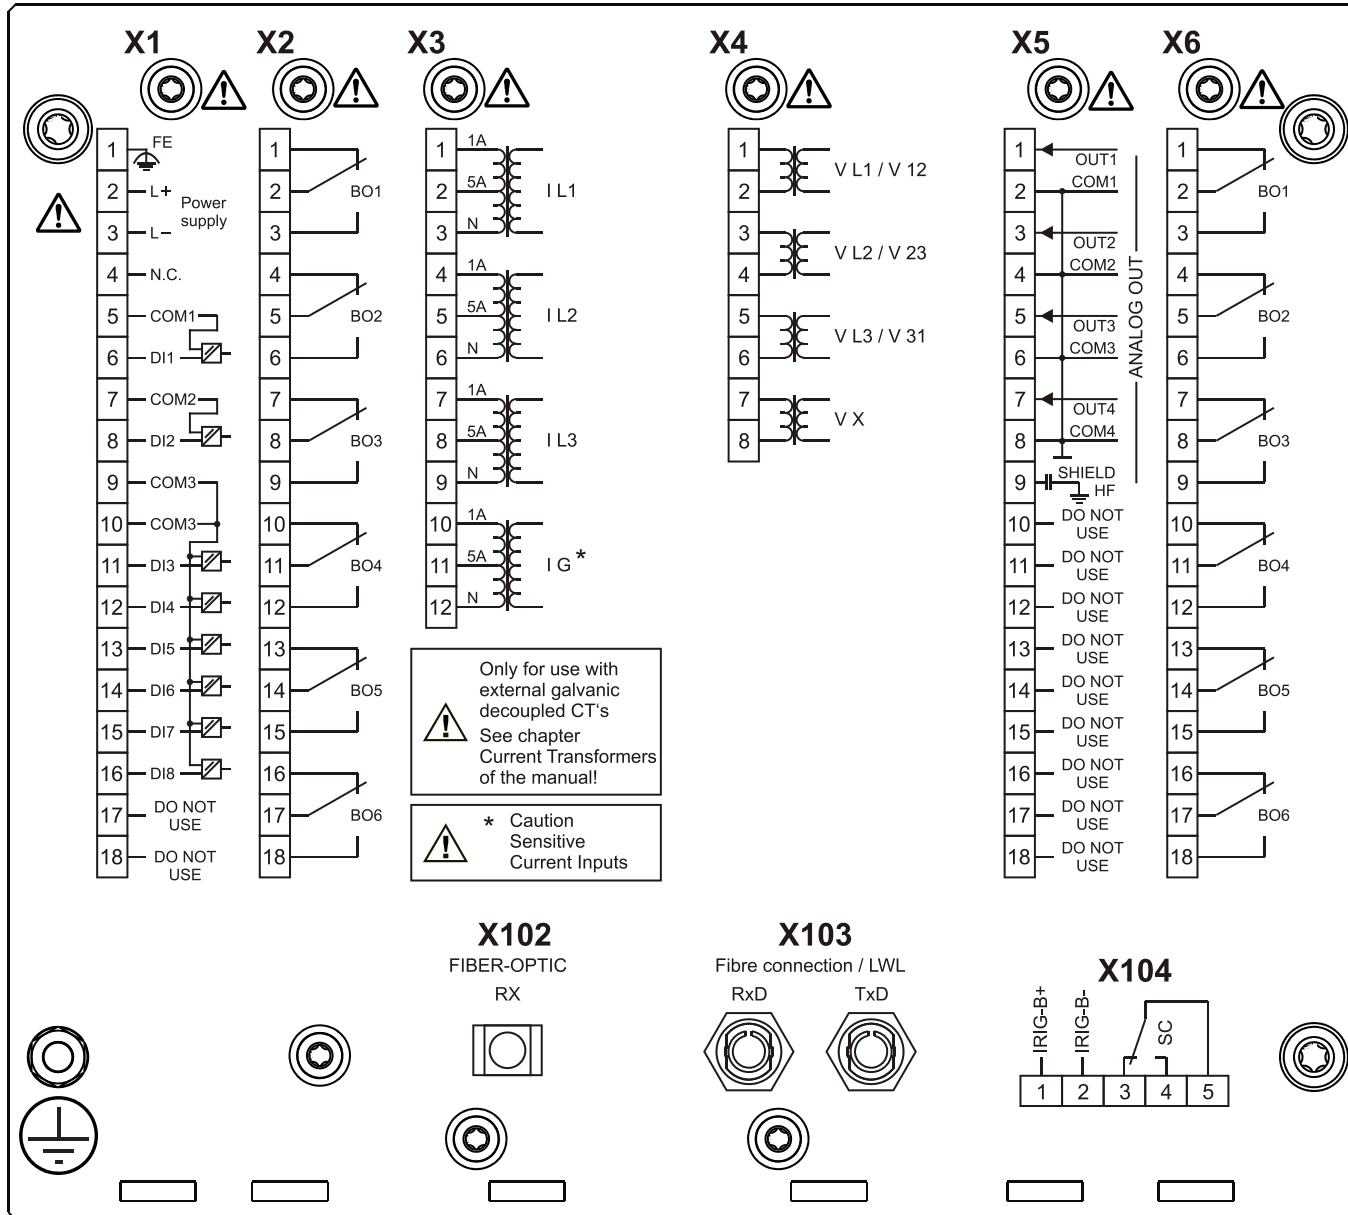 X1
1 FE
2 L+
Power
supply
3 L–
4 N.C.
5 COM1
6 DI1
7 COM2
8 DI2
9 COM3
10 COM3
11 DI3
12 DI4
13 DI5
14 DI6
15 DI7
16 DI8
17 DO NOT
USE
18 DO NOT
USE
X2
1
2 BO1
3
4
5 BO2
6
7
8 BO3
9
10
11 BO4
12
13
14 BO5
15
16
17 BO6
18
X3
1 1A
2 5A I L1
3 N
4 1A
5 5A I L2
6 N
7 1A
8 5A I L3
9 N
10 1A
11 5A I G *
12 N
Only for use with
external galvanic
decoupled CT‘s
See chapter
Current Transformers
of the manual!
* Caution
Sensitive
Current Inputs
X4
1
V L1 / V 12
2
3
V L2 / V 23
4
5
V L3 / V 31
6
7
V X
8
X5
1 OUT1
2 COM1
3 OUT2
4 COM2
5 OUT3
6 COM3
7 OUT4
8 COM4
ANALOG OUT
9 SHIELD
HF
10 DO NOT
USE
11 DO NOT
USE
12 DO NOT
USE
13 DO NOT
USE
14 DO NOT
USE
15 DO NOT
USE
16 DO NOT
USE
17 DO NOT
USE
18 DO NOT
USE
X6
1
2 BO1
3
4
5 BO2
6
7
8 BO3
9
10
11 BO4
12
13
14 BO5
15
16
17 BO6
18
X102
FIBER-OPTIC
RX
X103
Fibre connection / LWL
RxD TxD
X104
IRIG-B+
IRIG-B-
SC
1 2 3 4 5